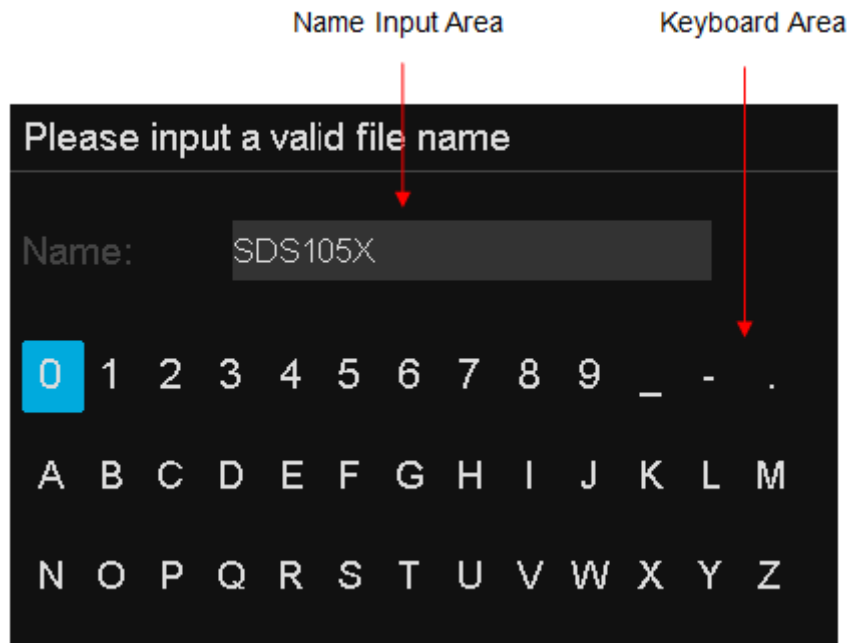 Name Input Area Keyboard Area
Please input a valid file name
Name: SDS105X
0 1 2 3 4 5 6 7 8 9 _ - .
A B C D E F G H I J K L M
N O P Q R S T U V W X Y Z